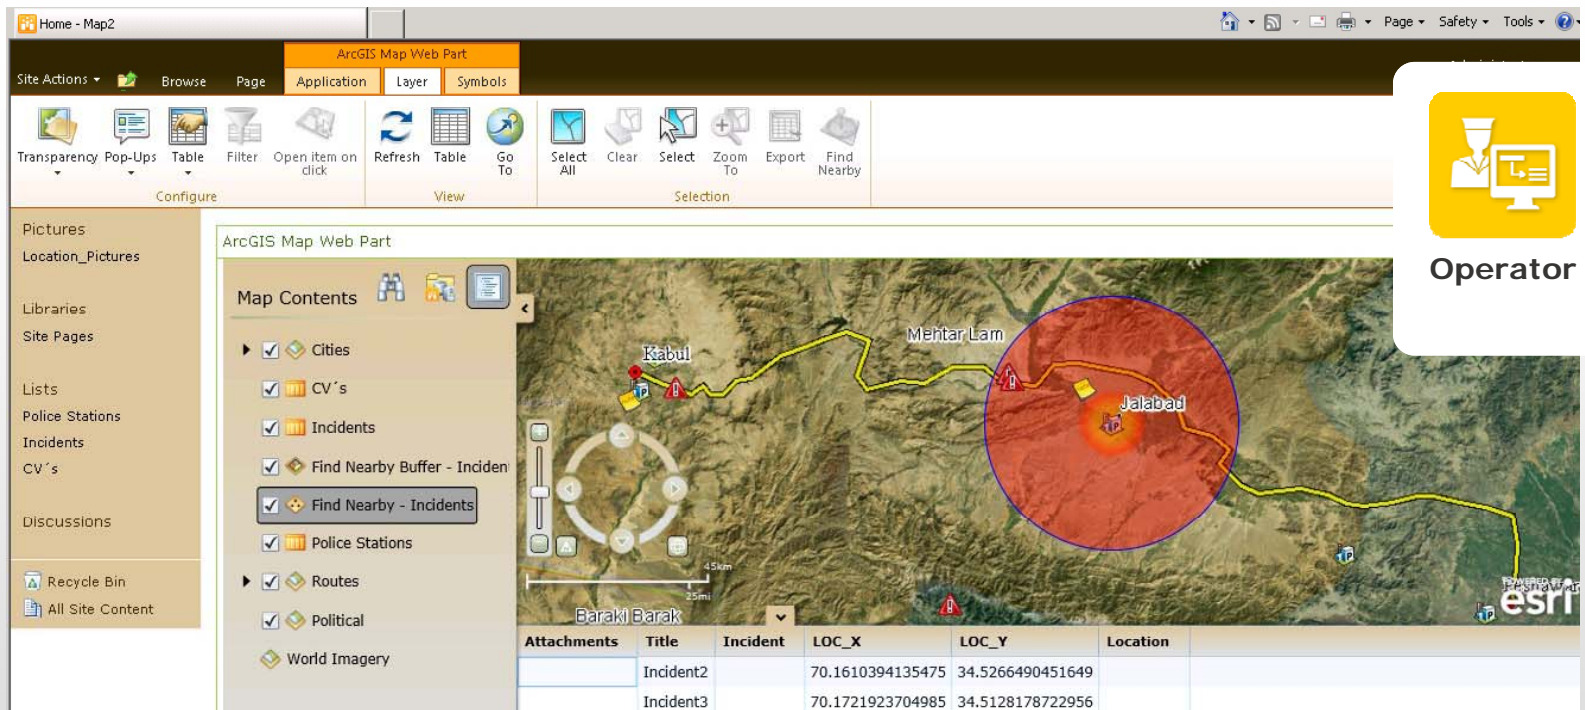 Home - Map2
Page Safety Tools
ArcGIS Map Web Part
Site Actions Browse Page Application Layer Symbols
Transparency Pop-Ups Table Filter Open item on click Refresh Table Go To Select All Clear Select Zoom To Export Find Nearby
Configure View Selection
Operator
Pictures
Location_Pictures
Libraries
Site Pages
Lists
Police Stations
Incidents
CV´s
Discussions
Recycle Bin
All Site Content
ArcGIS Map Web Part
Map Contents
Cities
CV´s
Incidents
Find Nearby Buffer - Inciden
Find Nearby - Incidents
Police Stations
Routes
Political
World Imagery
Kabul
Mehtar Lam
Jalabad
45km
25mi
Baraki Barak
POWERED BY
esri
Attachments Title Incident LOC_X LOC_Y Location
Incident2 70.1610394135475 34.5266490451649
Incident3 70.1721923704985 34.5128178722956